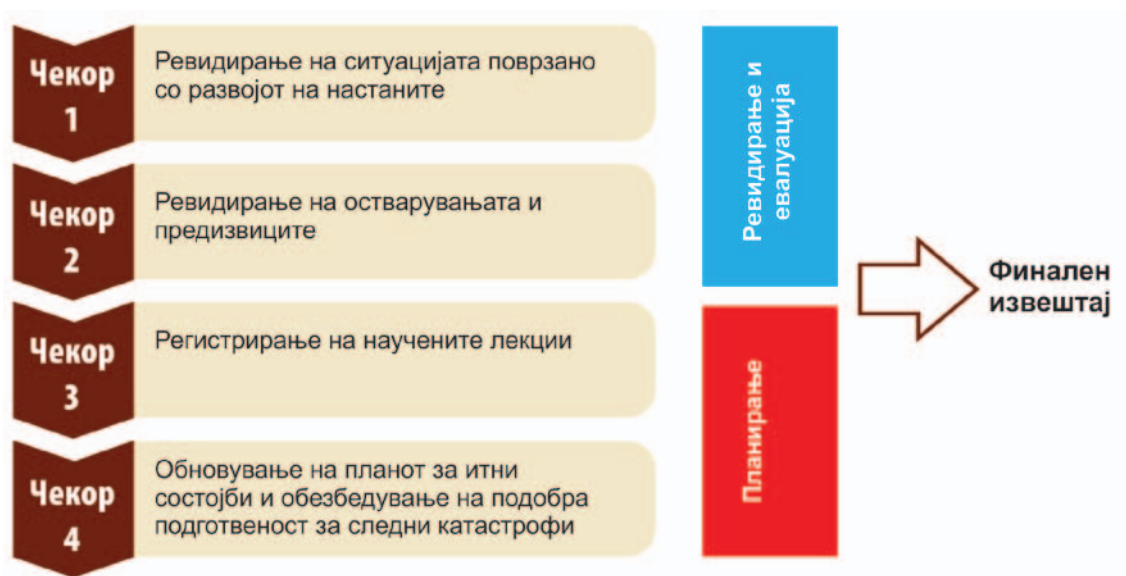 Чекор
1
Ревидирање на ситуацијата поврзано
со развојот на настаните
Чекор
2
Ревидирање на остварувањата и
предизвиците
Чекор
3
Регистрирање на научените лекции
Чекор
4
Обновување на планот за итни
состојби и обезбедување на подобра
подготвеност за следни катастрофи
Ревидирање и
евалуација
Планирање
Финален
извештај